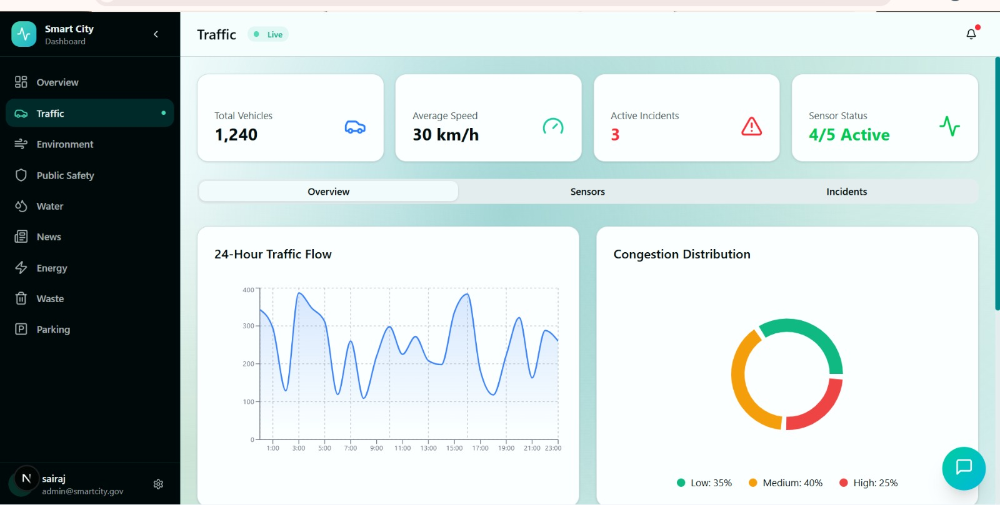 Smart City
Dashboard
Overview
Traffic
Environment
Public Safety
Water
News
Energy
Waste
Parking
N
sairaj
admin@smartcity.gov
Traffic
Live
Total Vehicles
1,240
Average Speed
30 km/h
Active Incidents
3
Sensor Status
4/5 Active
Overview
Sensors
Incidents
24-Hour Traffic Flow
400
300
200
100
0
1:00 3:00 5:00 7:00 9:00 11:00 13:00 15:00 17:00 19:00 21:00 23:00
Congestion Distribution
Low: 35% Medium: 40% High: 25%